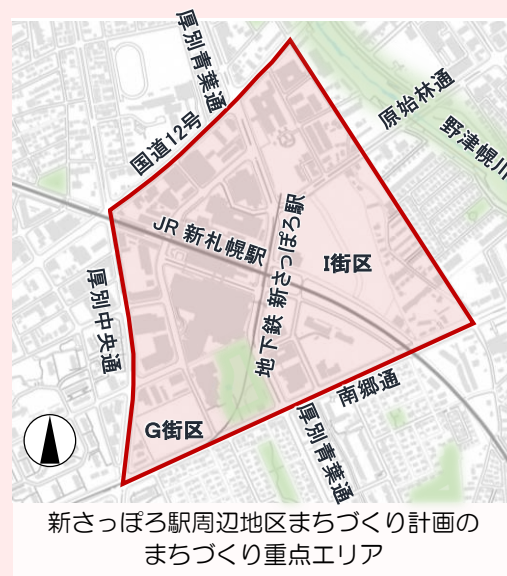 厚別青葉通
国道12号
原始林通
野津幌川
JR 新札幌駅
地下鉄 新さっぽろ駅
I街区
厚別中央通
南郷通
G街区
厚別青葉通
新さっぽろ駅周辺地区まちづくり計画の
まちづくり重点エリア